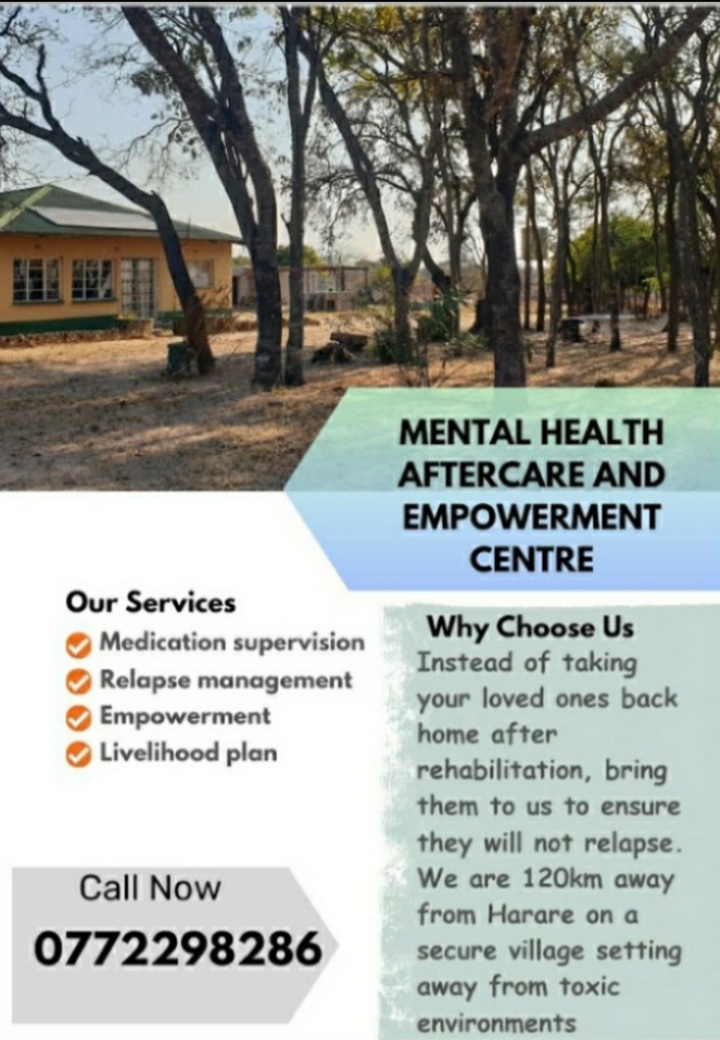 MENTAL HEALTH
AFTERCARE AND
EMPOWERMENT
CENTRE
Our Services
Medication supervision
Relapse management
Empowerment
Livelihood plan
Call Now
0772298286
Why Choose Us
Instead of taking
your loved ones back
home after
rehabilitation, bring
them to us to ensure
they will not relapse.
We are 120km away
from Harare on a
secure village setting
away from toxic
environments